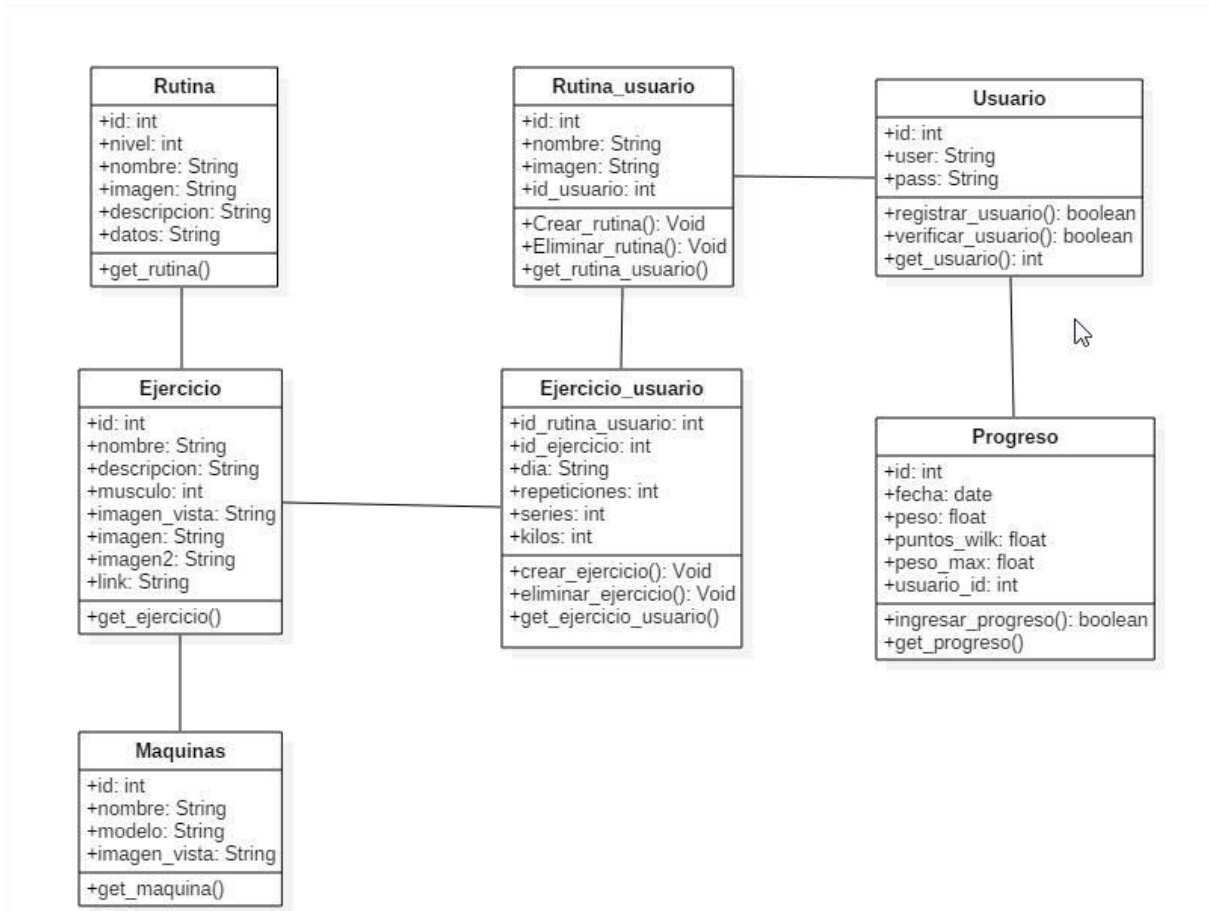 Rutina
+id: int
+nivel: int
+nombre: String
+imagen: String
+descripcion: String
+datos: String
+get_rutina()
Rutina_usuario
+id: int
+nombre: String
+imagen: String
+id_usuario: int
+Crear_rutina(): Void
+Eliminar_rutina(): Void
+get_rutina_usuario()
Usuario
+id: int
+user: String
+pass: String
+registrar_usuario(): boolean
+verificar_usuario(): boolean
+get_usuario(): int
Ejercicio
+id: int
+nombre: String
+descripcion: String
+musculo: int
+imagen_vista: String
+imagen: String
+imagen2: String
+link: String
+get_ejercicio()
Ejercicio_usuario
+id_rutina_usuario: int
+id_ejercicio: int
+dia: String
+repeticiones: int
+series: int
+kilos: int
+crear_ejercicio(): Void
+eliminar_ejercicio(): Void
+get_ejercicio_usuario()
Progreso
+id: int
+fecha: date
+peso: float
+puntos_wilk: float
+peso_max: float
+usuario_id: int
+ingresar_progreso(): boolean
+get_progreso()
Maquinas
+id: int
+nombre: String
+modelo: String
+imagen_vista: String
+get_maquina()